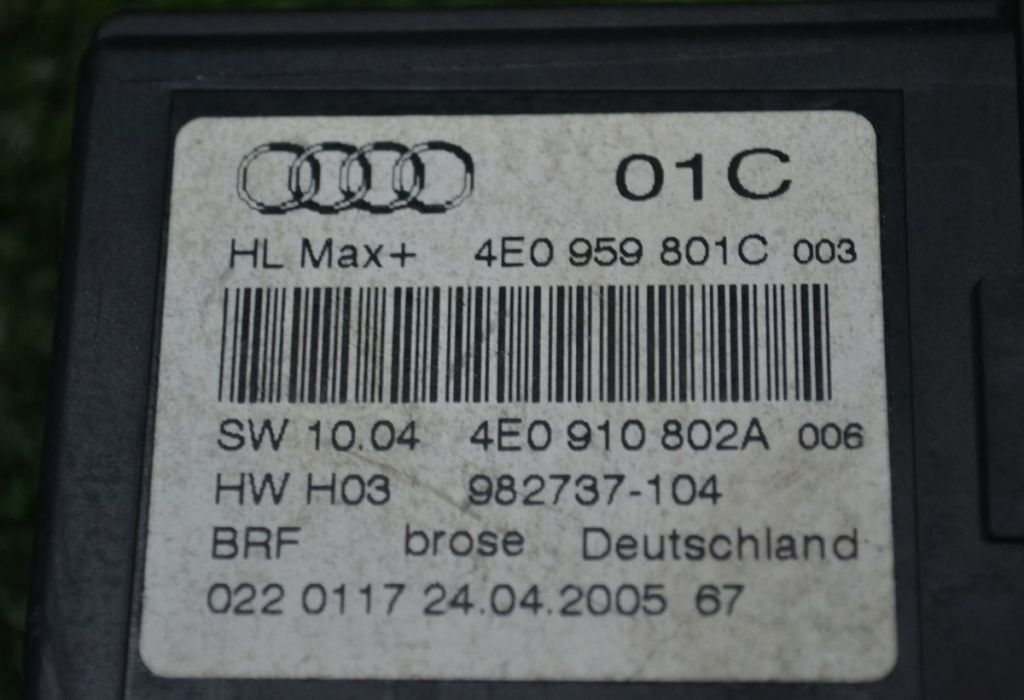 01C
HL Max+ 4E0 959 801C 003
SW 10.04 4E0 910 802A 006
HW H03 982737-104
BRF brose Deutschland
022 0117 24.04.2005 67